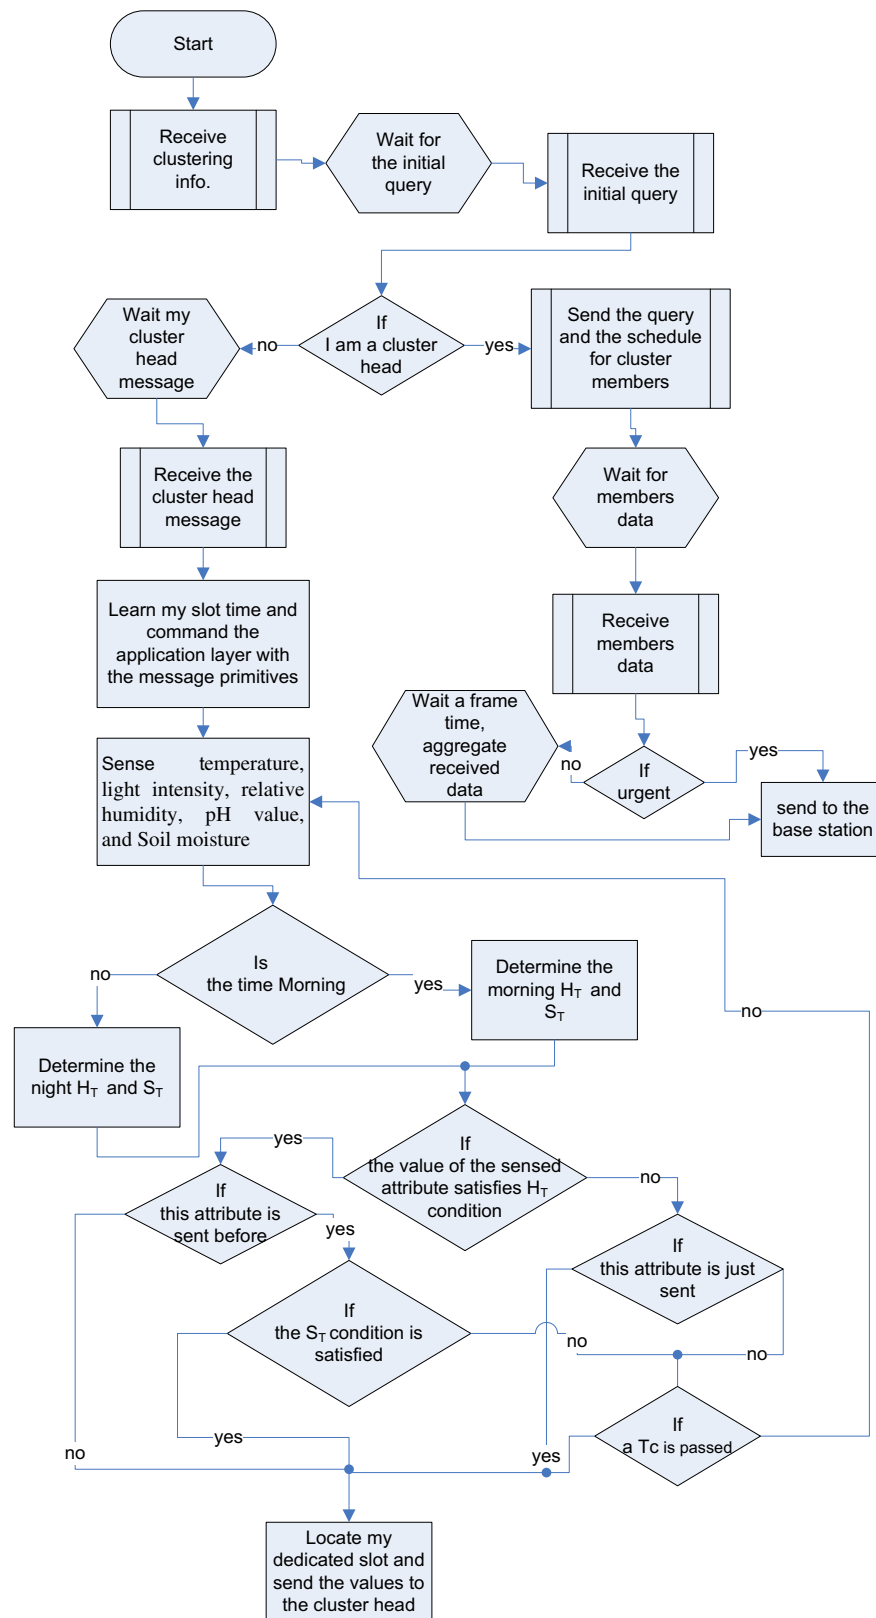 Start
Receive
clustering
info.
Wait for
the initial
query
Receive the
initial query
Wait my
cluster
head
message
no
If
I am a cluster
head
yes
Send the query
and the schedule
for cluster
members
Receive the
cluster head
message
Wait for
members
data
Learn my slot time and
command the
application layer with
the message primitives
Receive
members
data
Wait a frame
time,
aggregate
received
data
no
If
urgent
yes
send to the
base station
Sense temperature,
light intensity, relative
humidity, pH value,
and Soil moisture
Is
the time Morning
no
yes
Determine the
morning HT and
ST
no
Determine the
night HT and ST
If
the value of the sensed
attribute satisfies HT
condition
yes
no
If
this attribute is
sent before
yes
If
this attribute is just
sent
If
the ST condition is
satisfied
no
no
If
a Tc is passed
yes
no
yes
Locate my
dedicated slot and
send the values to
the cluster head